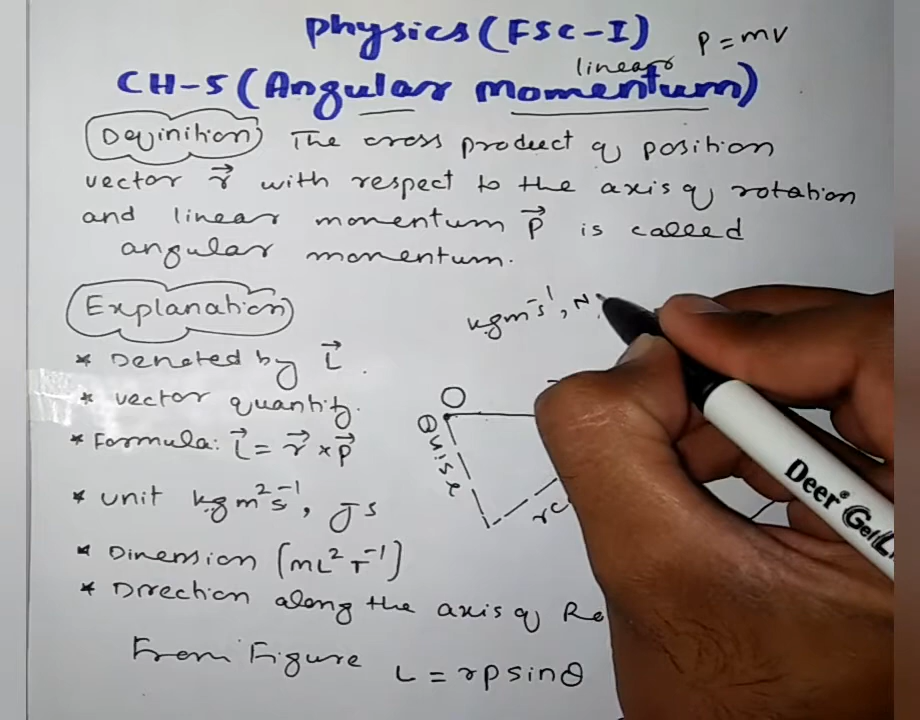 Physics (FSc-I) P = mv
linear
CH-5 (Angular Momentum)
Definition The cross product of position
vector r⃗ with respect to the axis of rotation
and linear momentum P⃗ is called
angular momentum.
Explanation
kgms⁻¹, N
* Denoted by L⃗.
* vector quantity.
O
* Formula: L⃗ = r⃗ × P⃗
* unit kgm²s⁻¹, Js
* Dimension [ML²T⁻¹]
* Direction along the axis of Ro
From Figure L = rp sinθ
Deer Gel